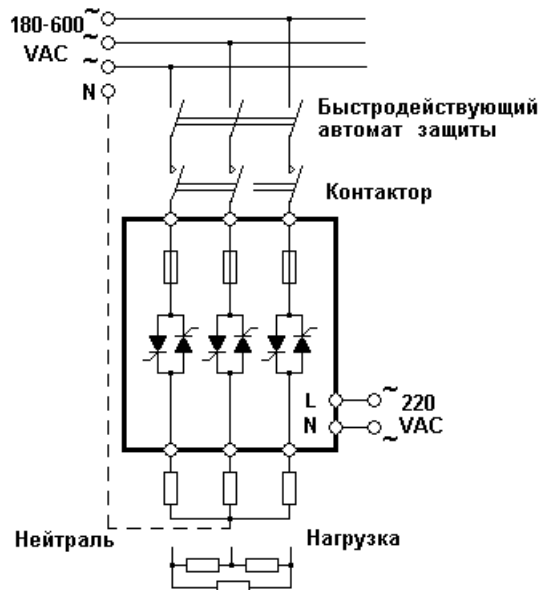 180-600
VAC
~
~
~
N
Быстродействующий
автомат защиты
Контактор
L
~ 220
N
VAC
~
Нейтраль
Нагрузка